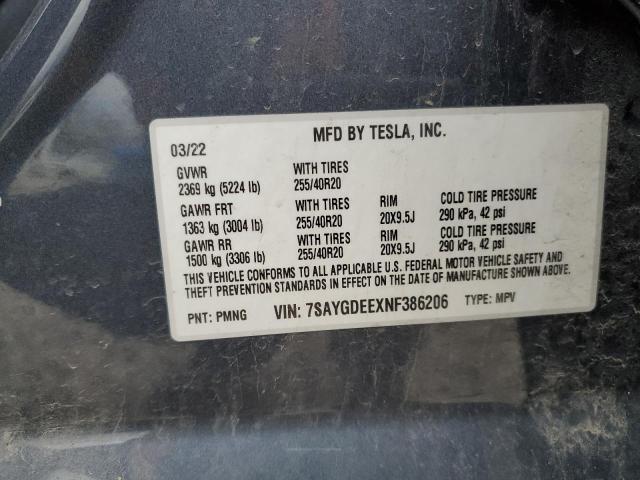 MFD BY TESLA, INC.
03/22
GVWR WITH TIRES
2369 kg (5224 lb) 255/40R20
GAWR FRT WITH TIRES RIM COLD TIRE PRESSURE
1363 kg (3004 lb) 255/40R20 20X9.5J 290 kPa, 42 psi
GAWR RR WITH TIRES RIM COLD TIRE PRESSURE
1500 kg (3306 lb) 255/40R20 20X9.5J 290 kPa, 42 psi
THIS VEHICLE CONFORMS TO ALL APPLICABLE U.S. FEDERAL MOTOR VEHICLE SAFETY AND
THEFT PREVENTION STANDARDS IN EFFECT ON THE DATE OF MANUFACTURE SHOWN ABOVE.
PNT: PMNG VIN: 7SAYGDEEXNF386206 TYPE: MPV